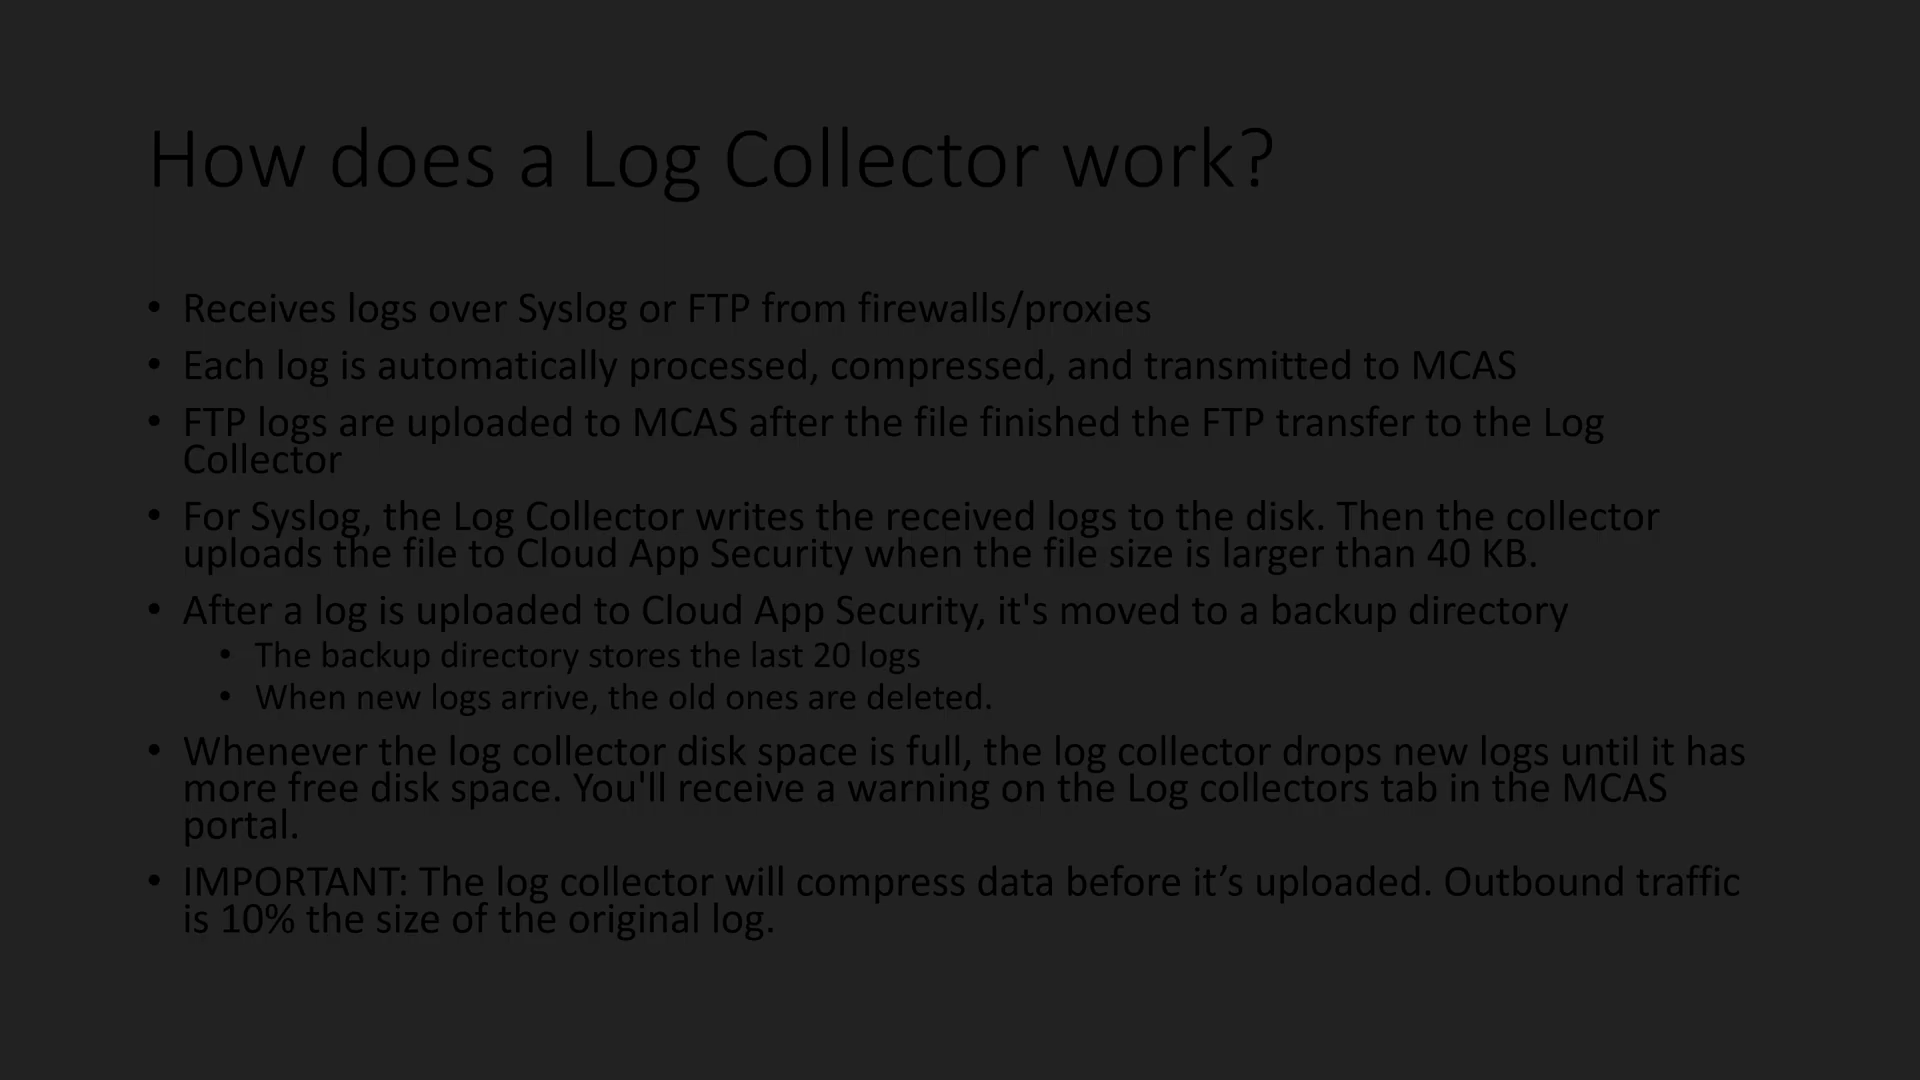 How does a Log Collector work?
• Receives logs over Syslog or FTP from firewalls/proxies
• Each log is automatically processed, compressed, and transmitted to MCAS
• FTP logs are uploaded to MCAS after the file finished the FTP transfer to the Log
Collector
• For Syslog, the Log Collector writes the received logs to the disk. Then the collector
uploads the file to Cloud App Security when the file size is larger than 40 KB.
• After a log is uploaded to Cloud App Security, it's moved to a backup directory
• The backup directory stores the last 20 logs
• When new logs arrive, the old ones are deleted.
• Whenever the log collector disk space is full, the log collector drops new logs until it has
more free disk space. You'll receive a warning on the Log collectors tab in the MCAS
portal.
• IMPORTANT: The log collector will compress data before it’s uploaded. Outbound traffic
is 10% the size of the original log.